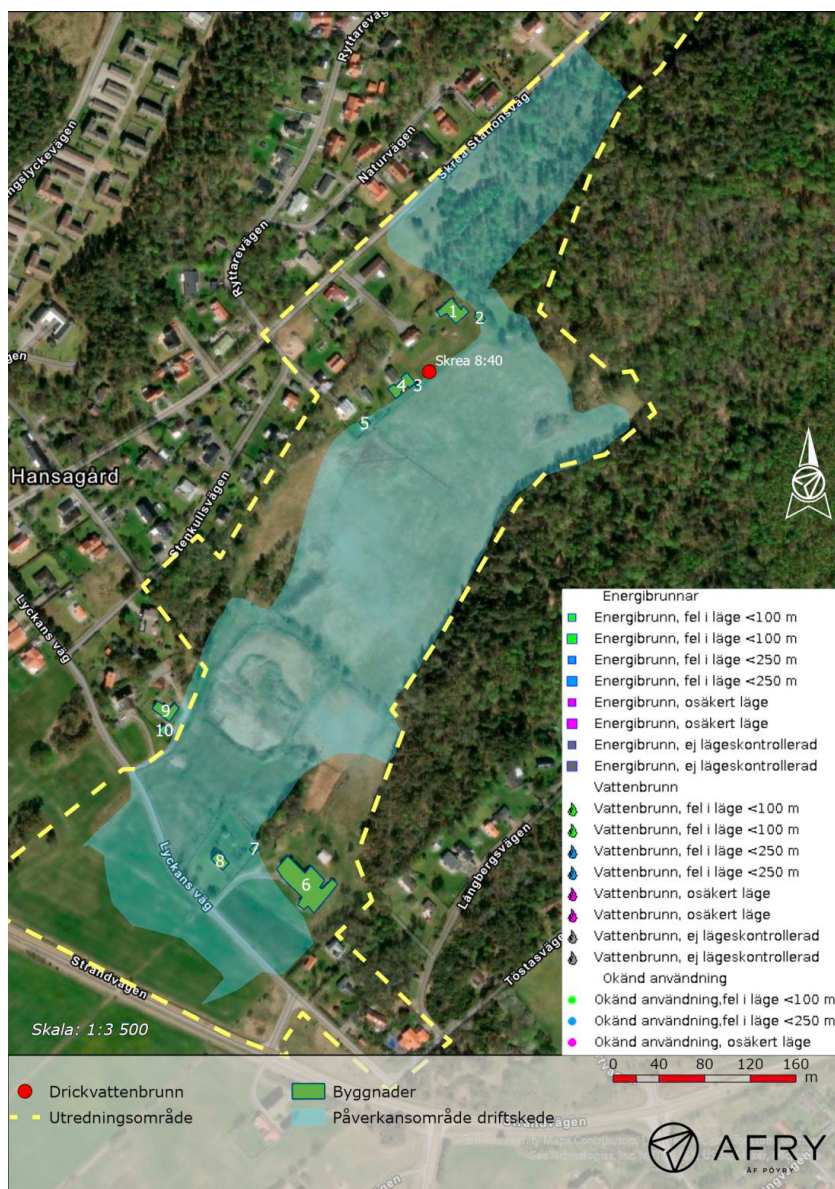 Ryttarevägen
Naturvägen
Skrea Stationsväg
Ryttarevägen
1
2
Skrea 8:40
4
3
5
Hansagård
Stenkullsvägen
Lyckans väg
9
10
7
8
6
Lyckans väg
Långbergsvägen
Töstasväge
Strandvägen
Skala: 1:3 500
Energibrunnar
Energibrunn, fel i läge <100 m
Energibrunn, fel i läge <100 m
Energibrunn, fel i läge <250 m
Energibrunn, fel i läge <250 m
Energibrunn, osäkert läge
Energibrunn, osäkert läge
Energibrunn, ej lägeskontrollerad
Energibrunn, ej lägeskontrollerad
Vattenbrunn
Vattenbrunn, fel i läge <100 m
Vattenbrunn, fel i läge <100 m
Vattenbrunn, fel i läge <250 m
Vattenbrunn, fel i läge <250 m
Vattenbrunn, osäkert läge
Vattenbrunn, osäkert läge
Vattenbrunn, ej lägeskontrollerad
Vattenbrunn, ej lägeskontrollerad
Okänd användning
Okänd användning,fel i läge <100 m
Okänd användning,fel i läge <250 m
Okänd användning, osäkert läge
0 40 80 120 160
m
Drickvattenbrunn
Byggnader
Utredningsområde
Påverkansområde driftskede
Strandvägen
AFRY
ÅF PÖYRY